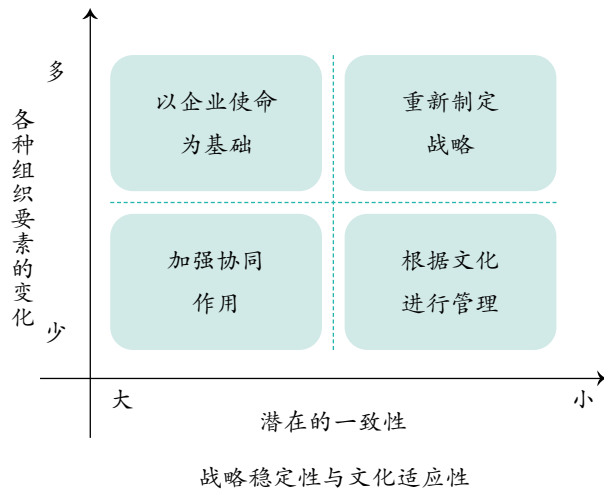 多
各种组织要素的变化
少
以企业使命
为基础
重新制定
战略
加强协同
作用
根据文化
进行管理
大
小
潜在的一致性
战略稳定性与文化适应性